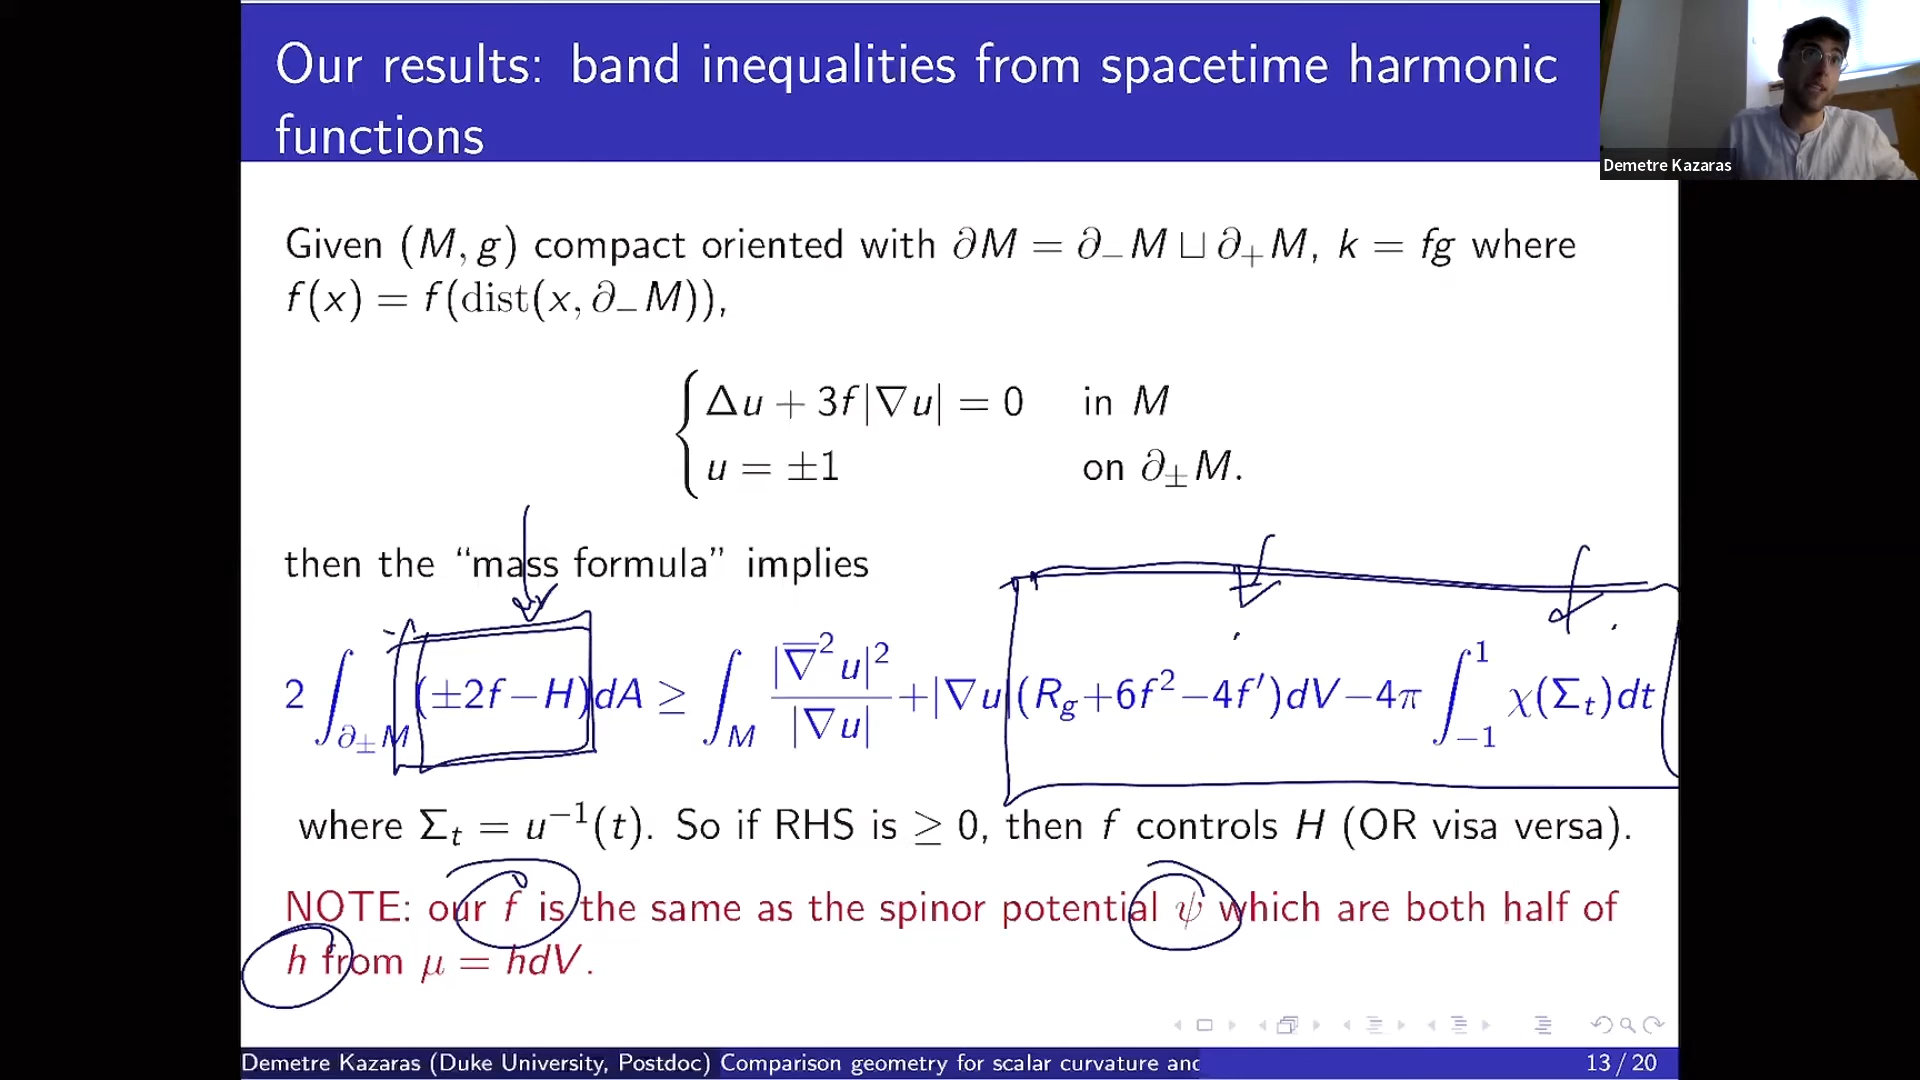 Our results: band inequalities from spacetime harmonic
functions
Demetre Kazaras
Given (M, g) compact oriented with ∂M = ∂₋M ⊔ ∂₊M, k = fg where
f(x) = f(dist(x, ∂₋M)),
Δu + 3f|∇u| = 0 in M
u = ±1 on ∂±M.
then the “mass formula” implies
2 ∫_{∂±M} (±2f−H)dA ≥ ∫_M |∇̅²u|²/|∇u| +|∇u|(R_g+6f²−4f′)dV−4π ∫_{−1}^{1} χ(Σ_t)dt
where Σ_t = u⁻¹(t). So if RHS is ≥ 0, then f controls H (OR visa versa).
NOTE: our f is the same as the spinor potential ψ which are both half of
h from μ = hdV.
Demetre Kazaras (Duke University, Postdoc) Comparison geometry for scalar curvature and
13 / 20